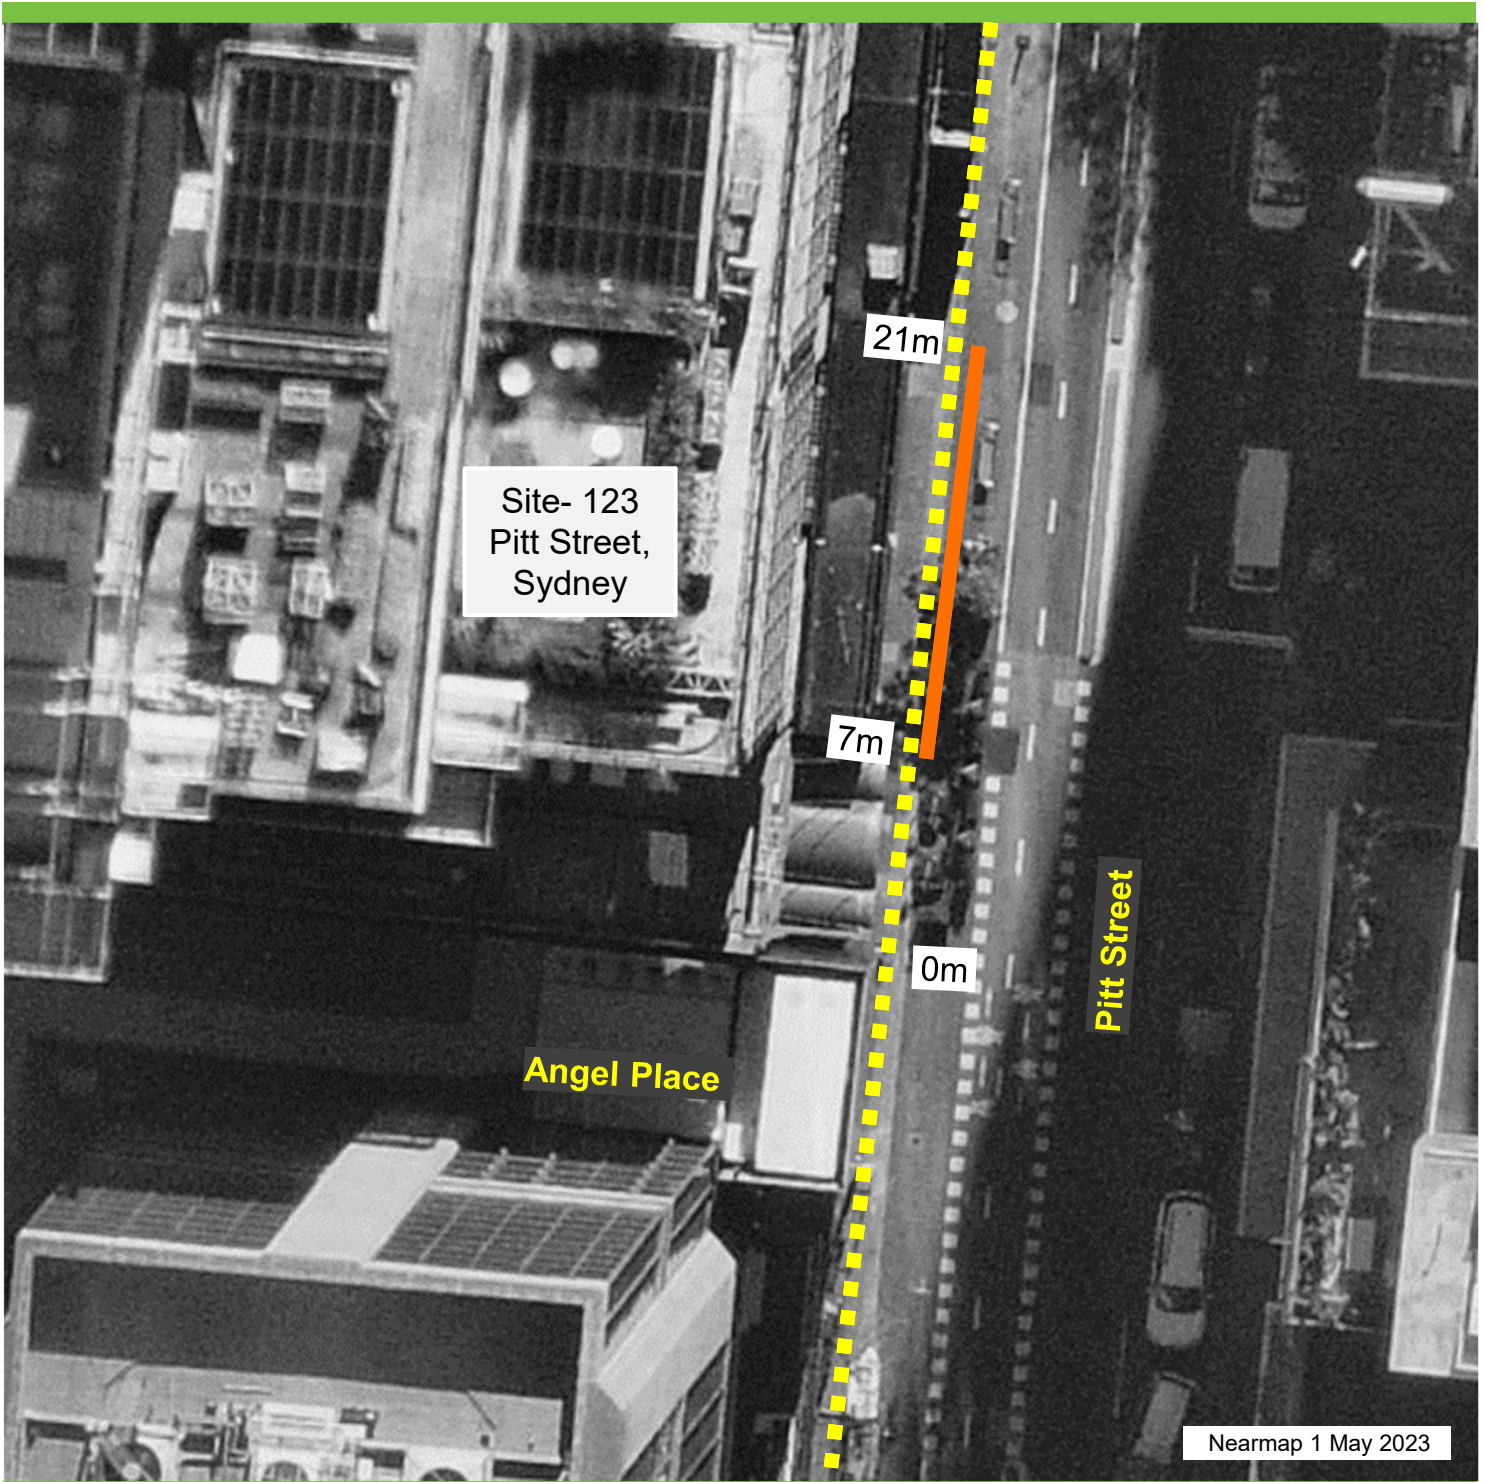 21m
Site- 123
Pitt Street,
Sydney
7m
Pitt Street
0m
Angel Place
Nearmap 1 May 2023